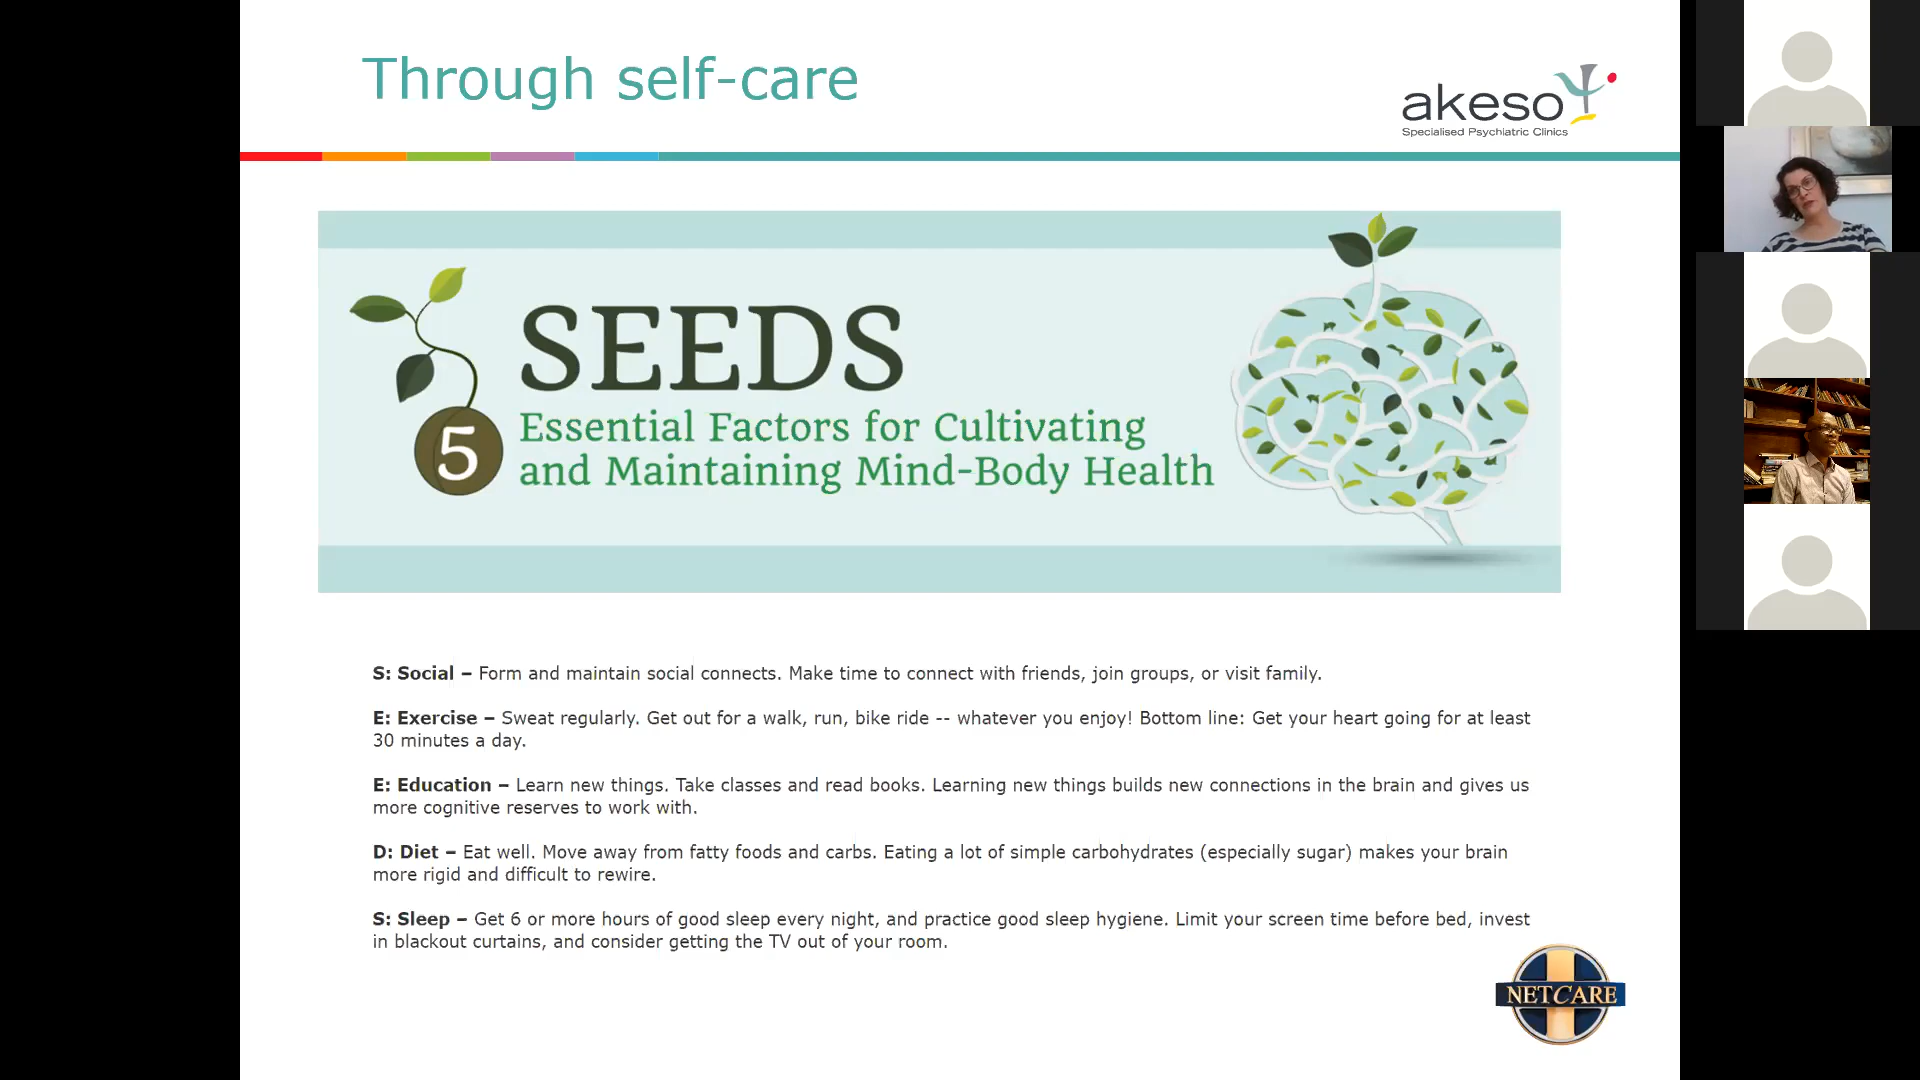 Through self-care
akeso
Specialised Psychiatric Clinics
SEEDS
5
Essential Factors for Cultivating
and Maintaining Mind-Body Health
S: Social – Form and maintain social connects. Make time to connect with friends, join groups, or visit family.
E: Exercise – Sweat regularly. Get out for a walk, run, bike ride -- whatever you enjoy! Bottom line: Get your heart going for at least
30 minutes a day.
E: Education – Learn new things. Take classes and read books. Learning new things builds new connections in the brain and gives us
more cognitive reserves to work with.
D: Diet – Eat well. Move away from fatty foods and carbs. Eating a lot of simple carbohydrates (especially sugar) makes your brain
more rigid and difficult to rewire.
S: Sleep – Get 6 or more hours of good sleep every night, and practice good sleep hygiene. Limit your screen time before bed, invest
in blackout curtains, and consider getting the TV out of your room.
NETCARE